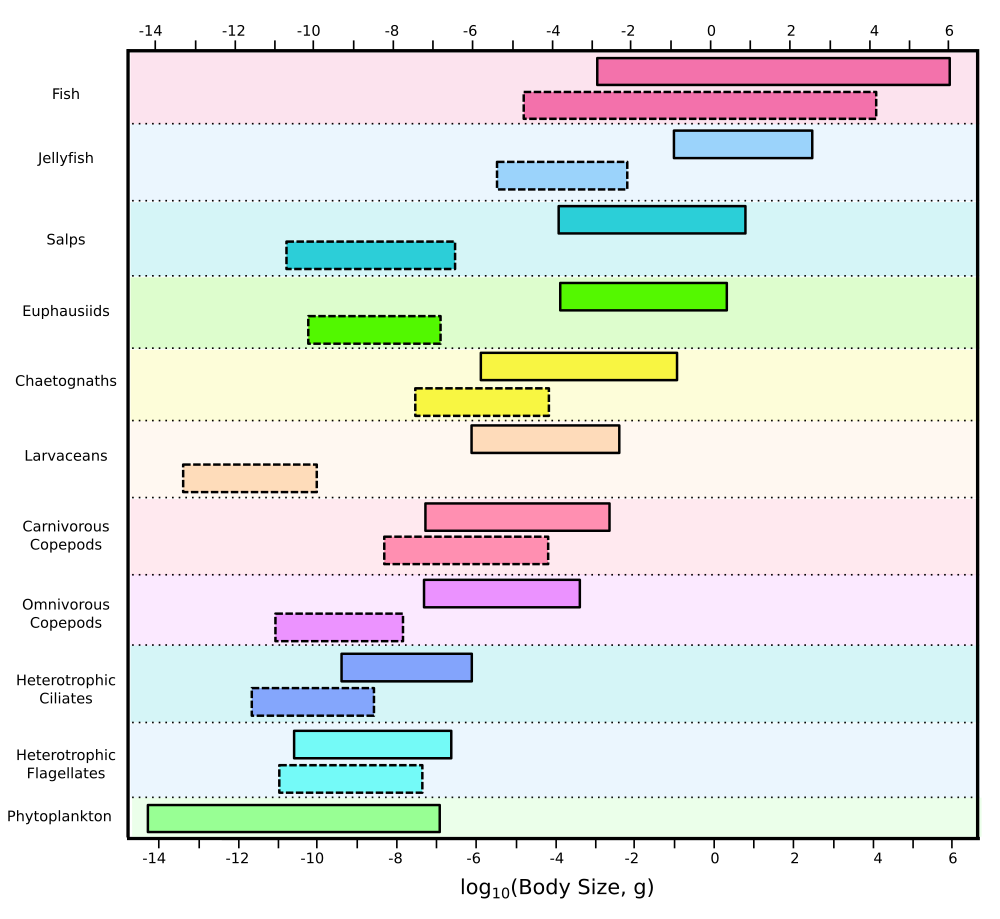 -14 -12 -10 -8 -6 -4 -2 0 2 4 6
Fish
Jellyfish
Salps
Euphausiids
Chaetognaths
Larvaceans
Carnivorous
Copepods
Omnivorous
Copepods
Heterotrophic
Ciliates
Heterotrophic
Flagellates
Phytoplankton
-14 -12 -10 -8 -6 -4 -2 0 2 4 6
log₁₀(Body Size, g)